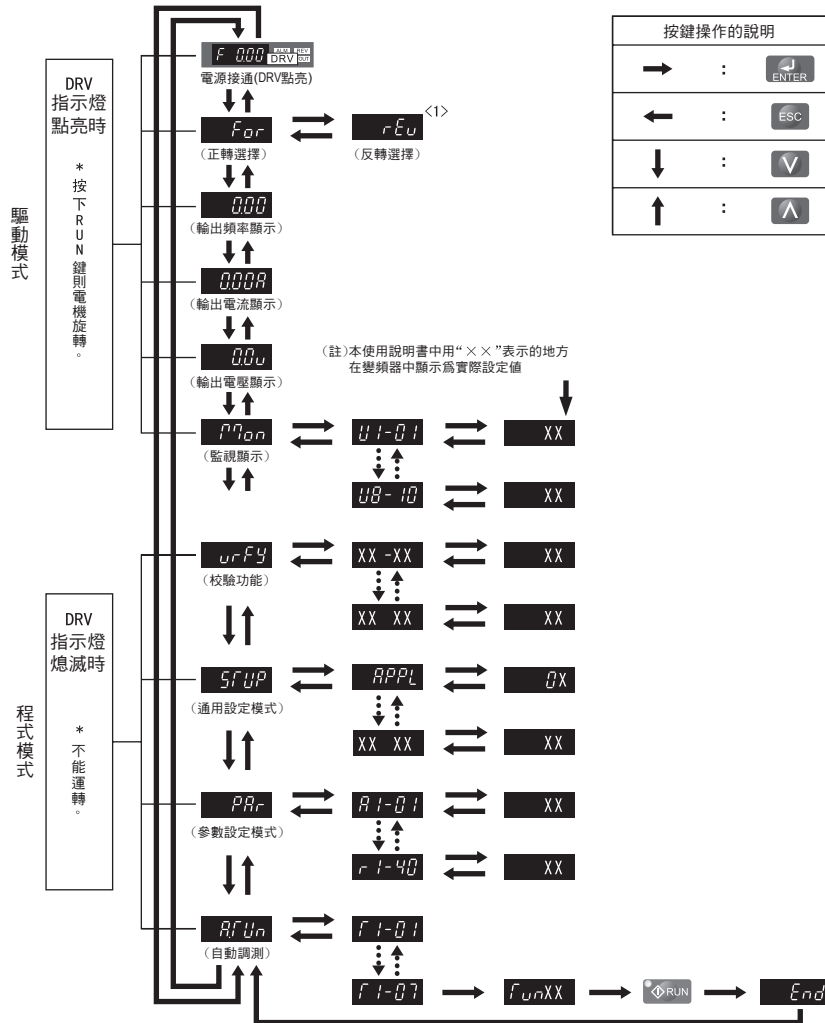 F 0.00 ALM REV DRV OUT
電源接通(DRV點亮)
按鍵操作的說明
→ : ENTER
← : ESC
↓ : V
↑ : Λ
驅動模式
DRV
指示燈
點亮時
*按下RUN鍵則電機旋轉。
For
(正轉選擇)
rEv <1>
(反轉選擇)
0.00
(輸出頻率顯示)
0.00A
(輸出電流顯示)
0.0v
(輸出電壓顯示)
(註)本使用說明書中用“××”表示的地方
在變頻器中顯示爲實際設定值
Mon
(監視顯示)
U1-01
XX
U8-10
XX
程式模式
DRV
指示燈
熄滅時
*不能運轉。
vrFY
(校驗功能)
XX -XX
XX
XX XX
XX
STUP
(通用設定模式)
APPL
0X
XX XX
XX
PAr
(參數設定模式)
A1-01
XX
r1-40
XX
A.TUn
(自動調測)
T1-01
T1-07
TunXX
RUN
End